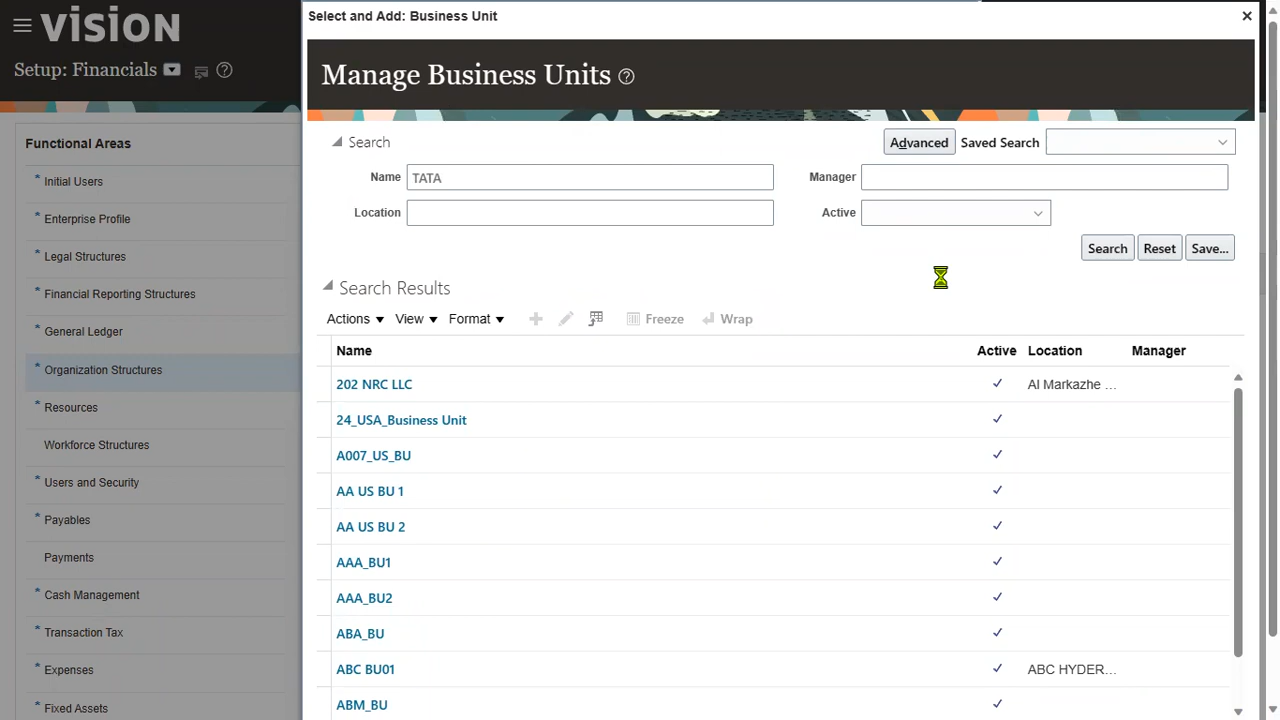 Select and Add: Business Unit
VISION
Setup: Financials
Manage Business Units
Functional Areas
* Initial Users
* Enterprise Profile
* Legal Structures
* Financial Reporting Structures
* General Ledger
* Organization Structures
* Resources
Workforce Structures
* Users and Security
* Payables
Payments
* Cash Management
* Transaction Tax
* Expenses
* Fixed Assets
Search
Advanced Saved Search
Name TATA Manager
Location Active
Search Reset Save...
Search Results
Actions View Format Freeze Wrap
Name Active Location Manager
202 NRC LLC Al Markazhe ...
24_USA_Business Unit
A007_US_BU
AA US BU 1
AA US BU 2
AAA_BU1
AAA_BU2
ABA_BU
ABC BU01 ABC HYDER...
ABM_BU